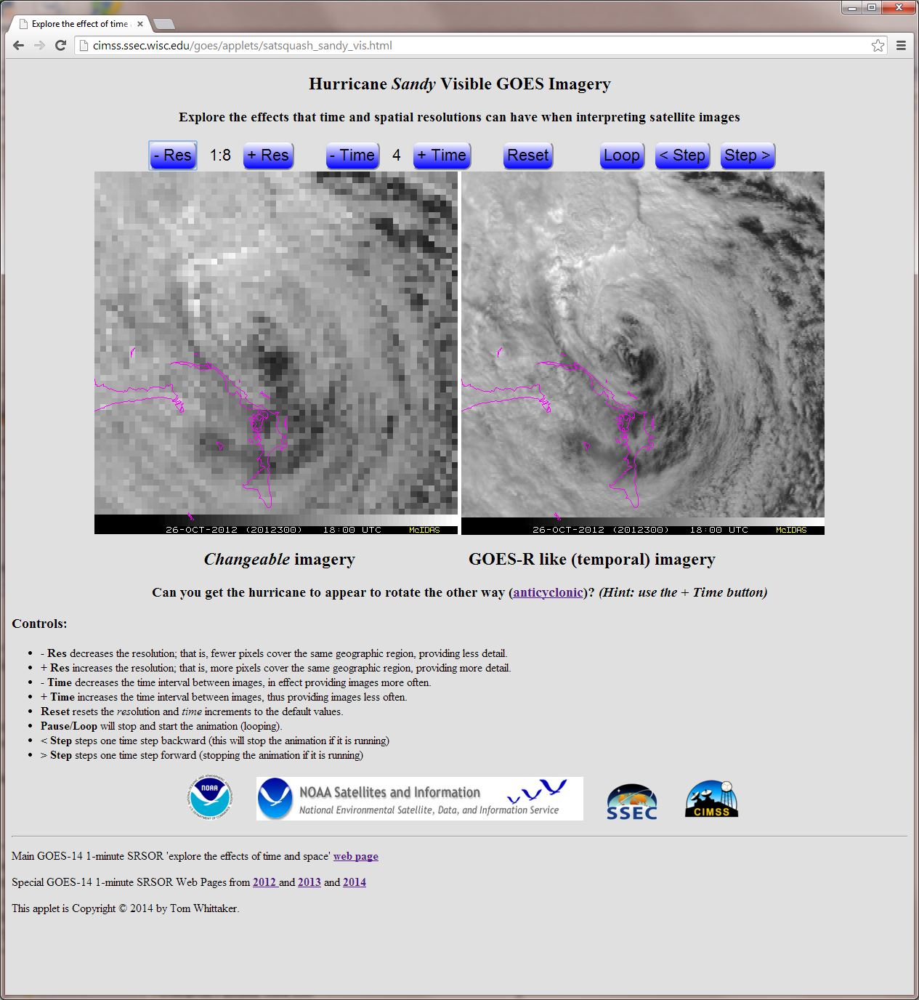 Explore the effect of time
cimss.ssec.wisc.edu/goes/applets/satsquash_sandy_vis.html
Hurricane Sandy Visible GOES Imagery
Explore the effects that time and spatial resolutions can have when interpreting satellite images
- Res 1:8 + Res - Time 4 + Time Reset Loop < Step Step >
26-OCT-2012 (2012300) 18:00 UTC McIDAS
26-OCT-2012 (2012300) 18:00 UTC McIDAS
Changeable imagery
GOES-R like (temporal) imagery
Can you get the hurricane to appear to rotate the other way (anticyclonic)? (Hint: use the + Time button)
Controls:
- Res decreases the resolution; that is, fewer pixels cover the same geographic region, providing less detail.
+ Res increases the resolution; that is, more pixels cover the same geographic region, providing more detail.
- Time decreases the time interval between images, in effect providing images more often.
+ Time increases the time interval between images, thus providing images less often.
Reset resets the resolution and time increments to the default values.
Pause/Loop will stop and start the animation (looping).
< Step steps one time step backward (this will stop the animation if it is running)
> Step steps one time step forward (stopping the animation if it is running)
NOAA
NOAA Satellites and Information
National Environmental Satellite, Data, and Information Service
SSEC
CIMSS
Main GOES-14 1-minute SRSOR 'explore the effects of time and space' web page
Special GOES-14 1-minute SRSOR Web Pages from 2012 and 2013 and 2014
This applet is Copyright © 2014 by Tom Whittaker.